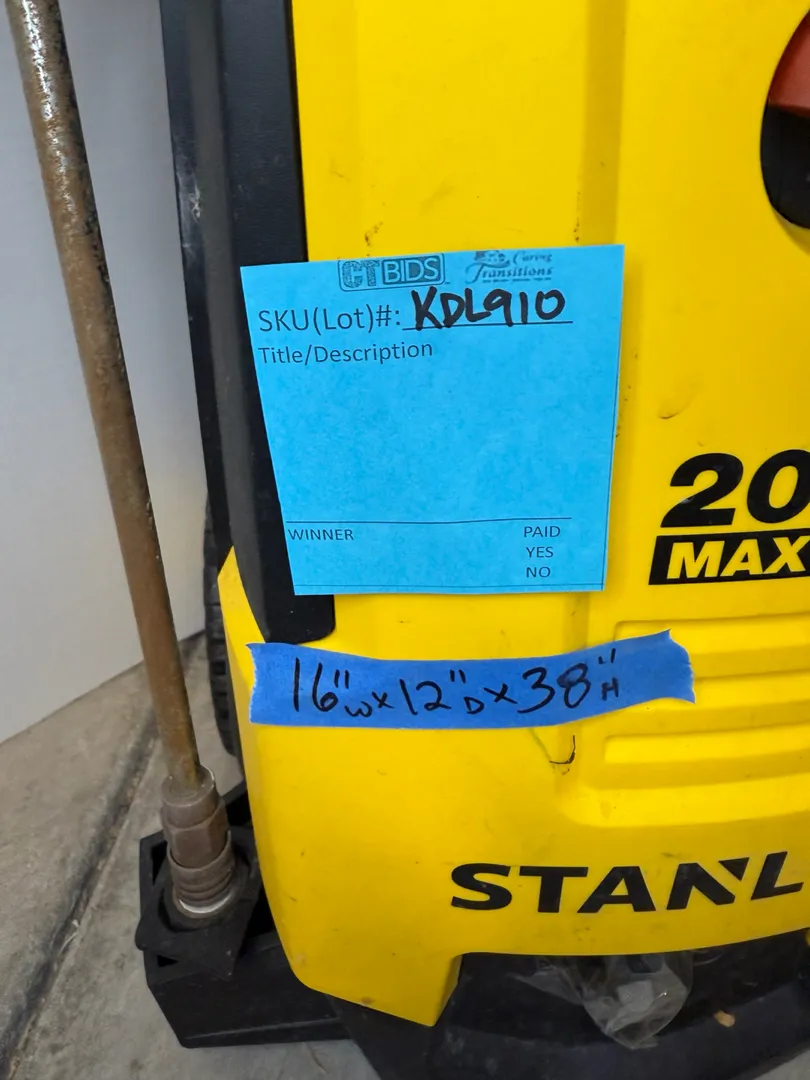 CTBIDS Caring Transitions
SKU(Lot)#: KDL910
Title/Description
WINNER PAID
YES
NO
20
MAX
16"W x 12"D x 38"H
STANL